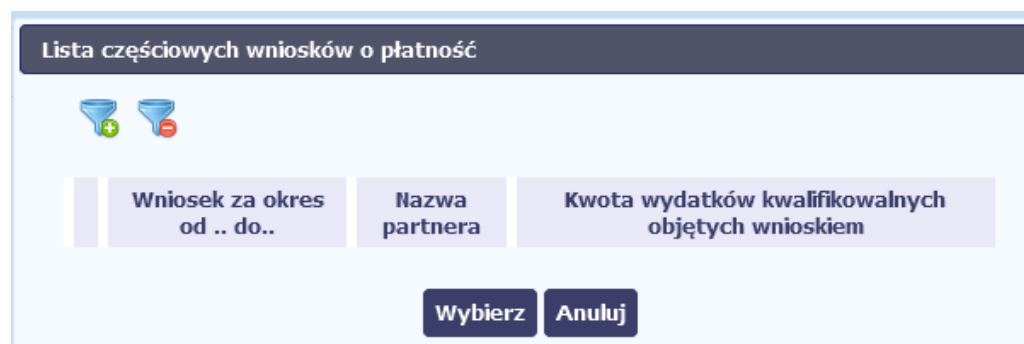 Lista częściowych wniosków o płatność
Wniosek za okres
od .. do..
Nazwa
partnera
Kwota wydatków kwalifikowalnych
objętych wnioskiem
Wybierz Anuluj